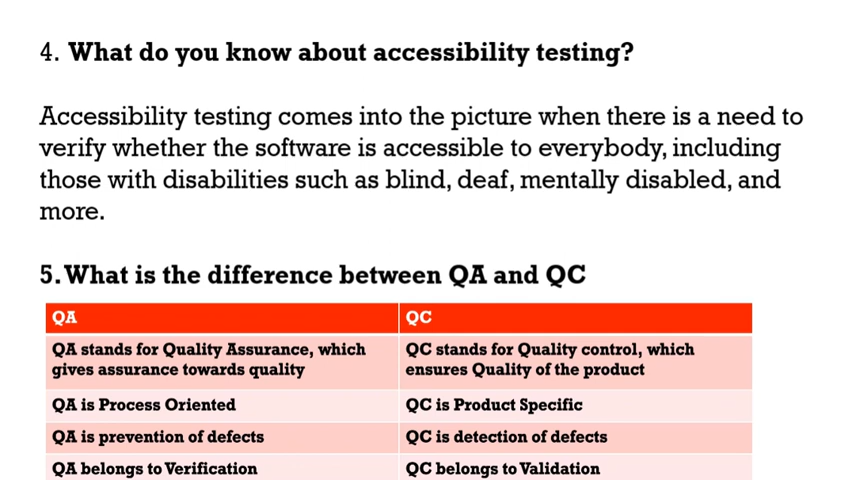 4. What do you know about accessibility testing?
Accessibility testing comes into the picture when there is a need to
verify whether the software is accessible to everybody, including
those with disabilities such as blind, deaf, mentally disabled, and
more.
5. What is the difference between QA and QC
QA QC
QA stands for Quality Assurance, which
gives assurance towards quality
QC stands for Quality control, which
ensures Quality of the product
QA is Process Oriented QC is Product Specific
QA is prevention of defects QC is detection of defects
QA belongs to Verification QC belongs to Validation